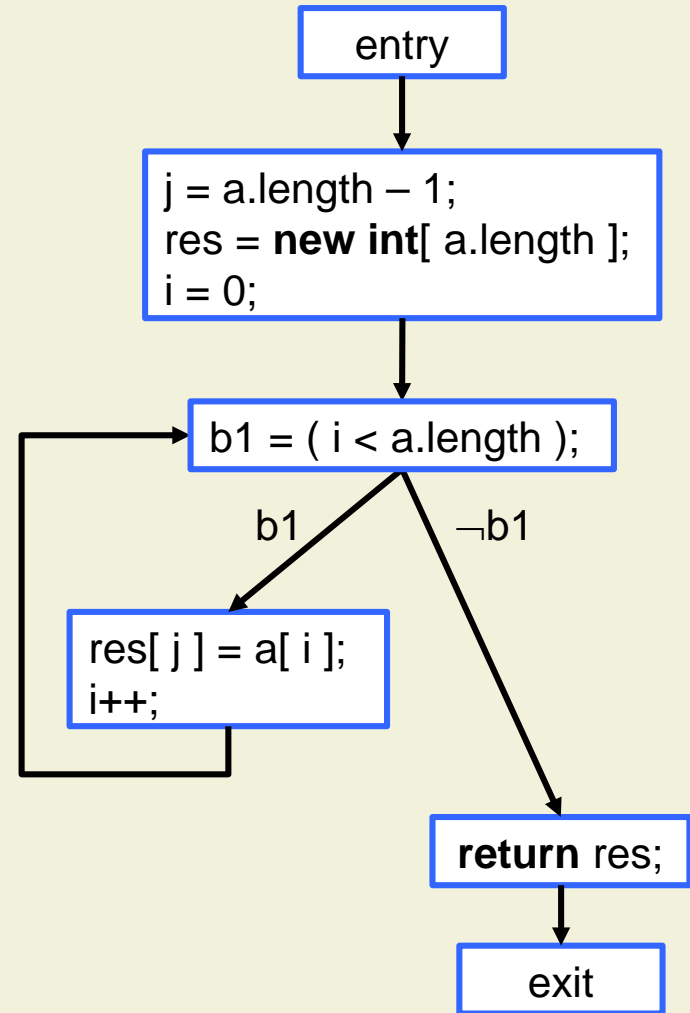 entry
j = a.length – 1;
res = new int[ a.length ];
i = 0;
b1 = ( i < a.length );
b1
¬b1
res[ j ] = a[ i ];
i++;
return res;
exit